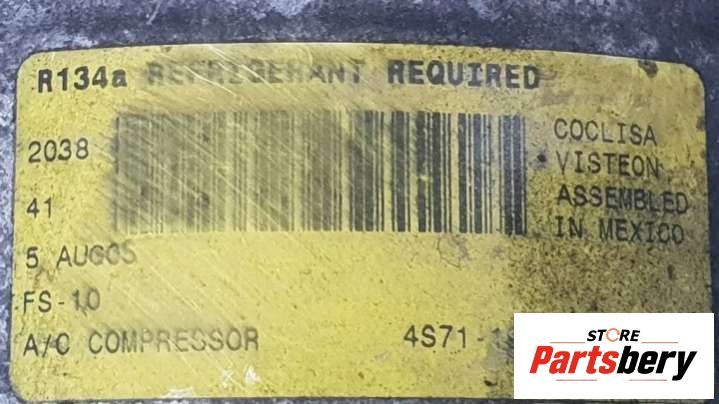 R134a REFRIGERANT REQUIRED
2038
41
5 AUG05
FS-10
A/C COMPRESSOR
4S71-
COCLISA
VISTEON
ASSEMBLED
IN MEXICO
STORE
Partsbery